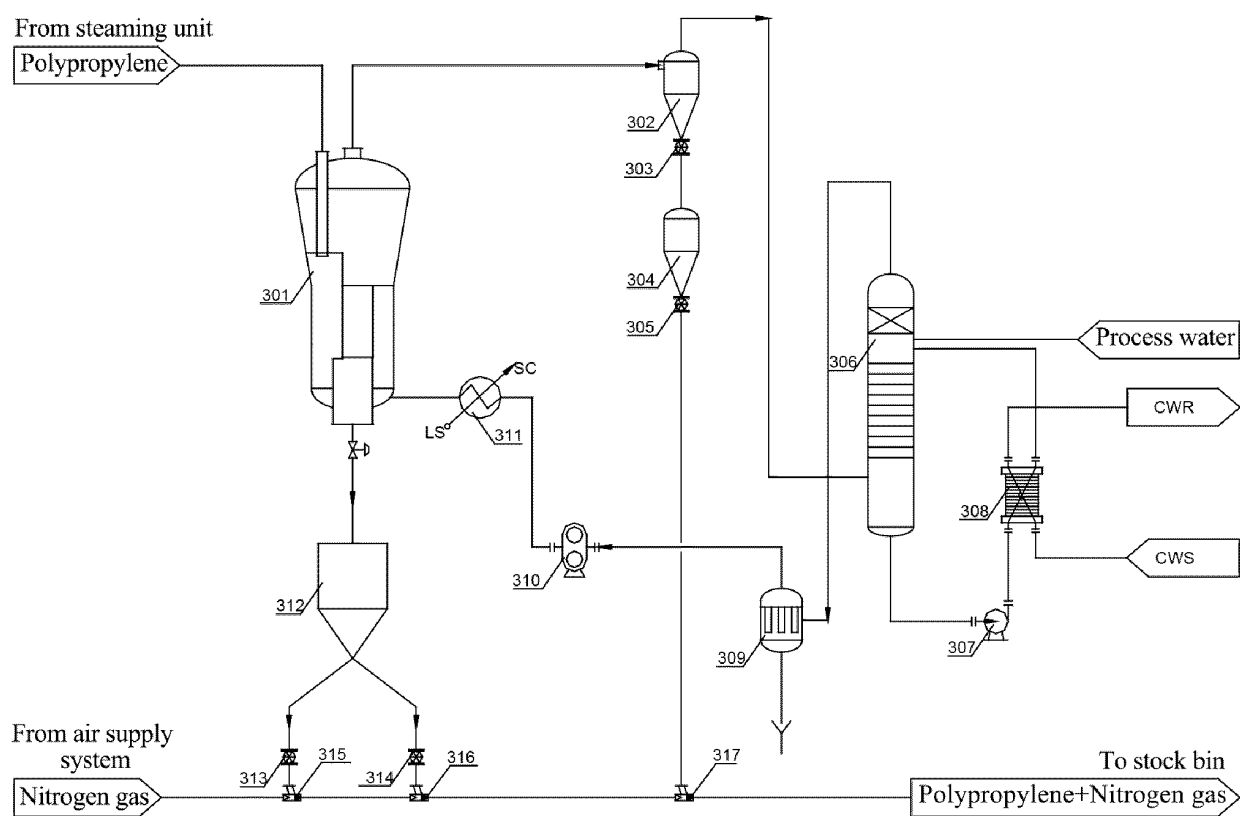 From steaming unit
Polypropylene
302
303
301
304
305
306
Process water
SC
LS
311
CWR
308
310
CWS
312
309
307
From air supply
system
313
315
314
316
317
To stock bin
Nitrogen gas
Polypropylene+Nitrogen gas